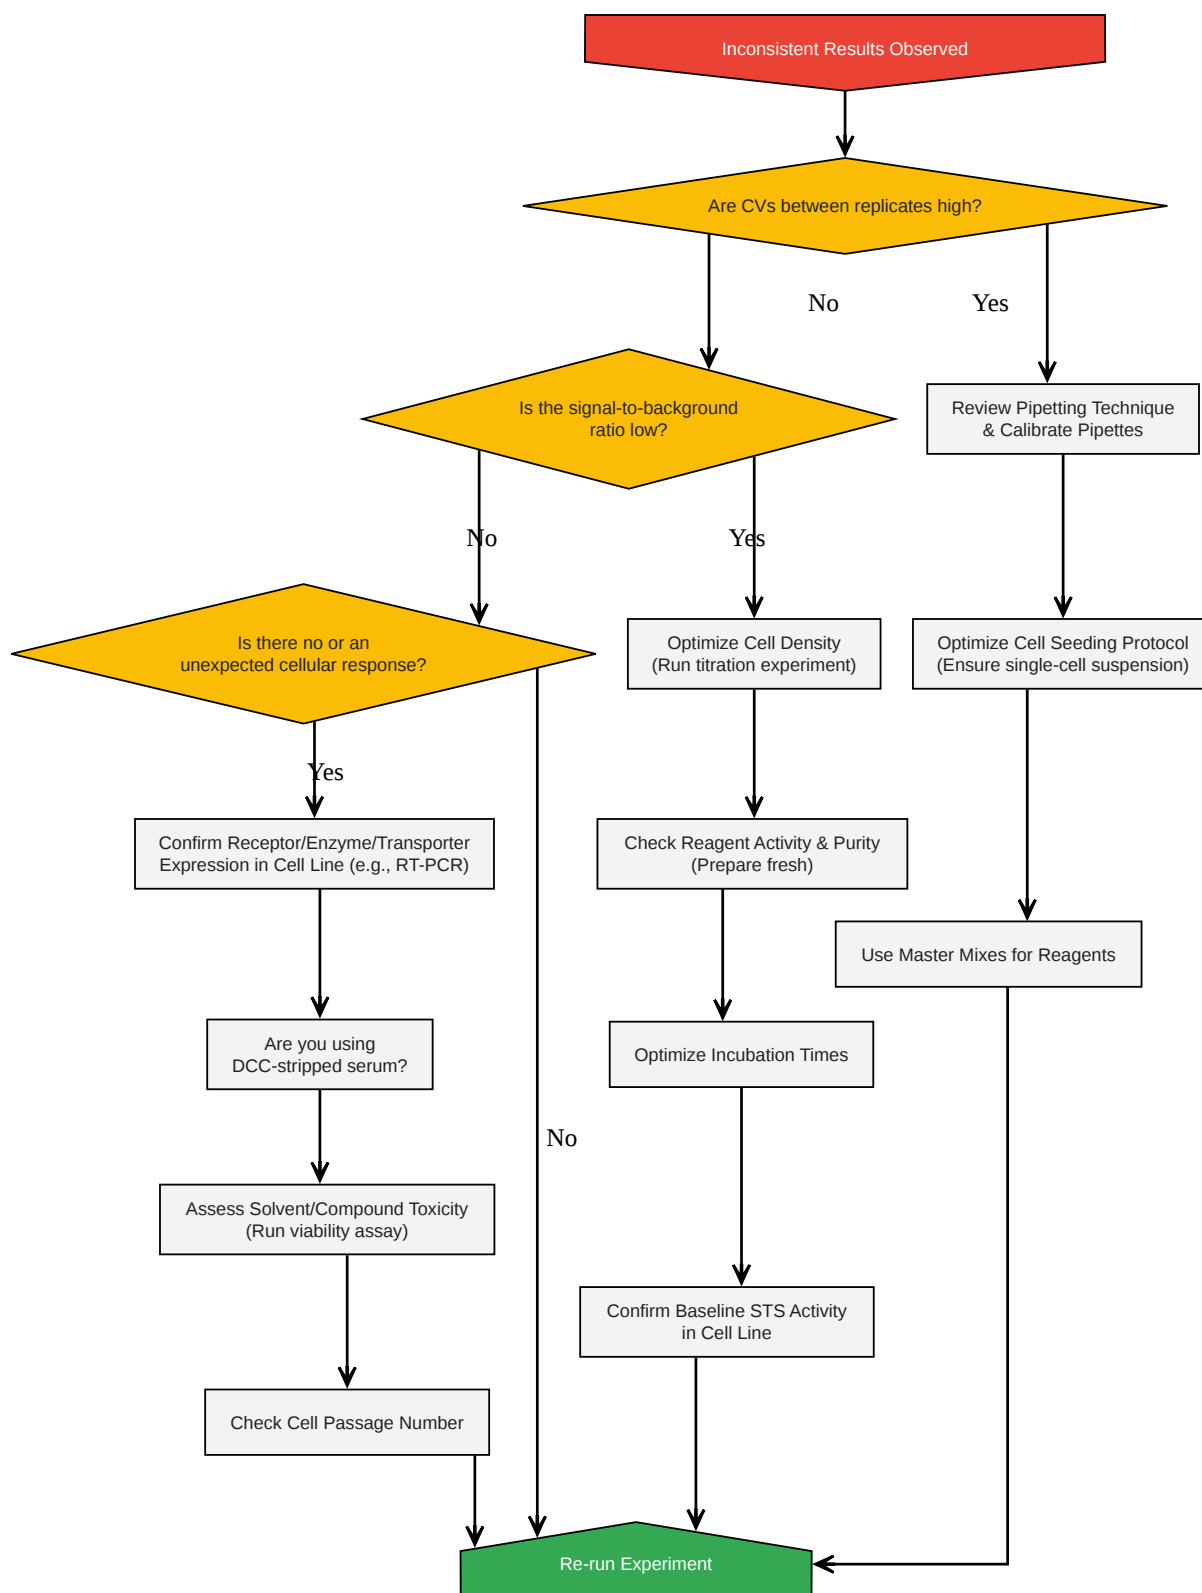 Inconsistent Results Observed
Are CVs between replicates high?
No
Yes
Is the signal-to-background
ratio low?
Review Pipetting Technique
& Calibrate Pipettes
No
Yes
Is there no or an
unexpected cellular response?
Optimize Cell Density
(Run titration experiment)
Optimize Cell Seeding Protocol
(Ensure single-cell suspension)
Yes
Confirm Receptor/Enzyme/Transporter
Expression in Cell Line (e.g., RT-PCR)
Check Reagent Activity & Purity
(Prepare fresh)
Use Master Mixes for Reagents
Are you using
DCC-stripped serum?
Optimize Incubation Times
No
Assess Solvent/Compound Toxicity
(Run viability assay)
Confirm Baseline STS Activity
in Cell Line
Check Cell Passage Number
Re-run Experiment